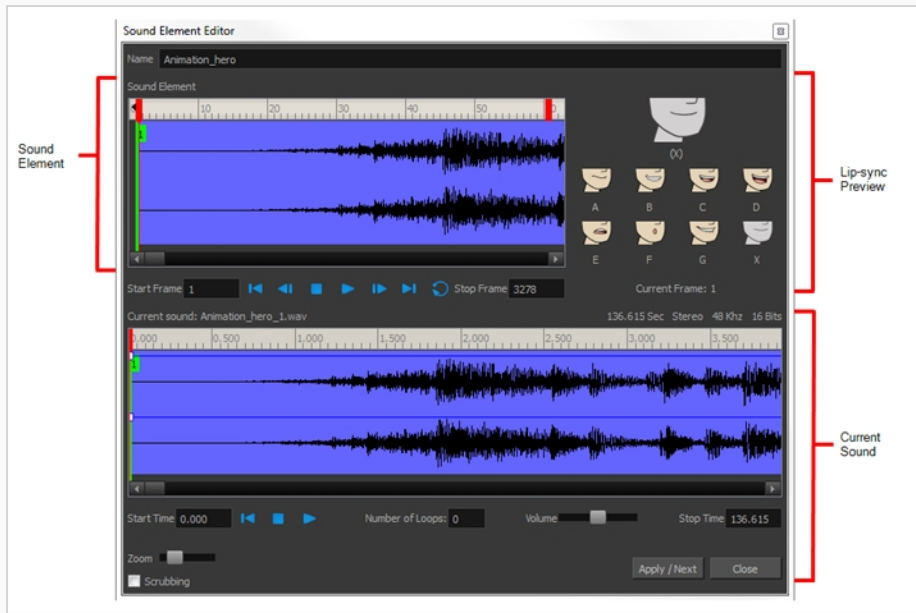 Sound Element Editor
Name Animation_hero
Sound Element
10 20 30 40 50
1
(X)
A B C D
E F G X
Sound
Element
Lip-sync
Preview
Start Frame 1 Stop Frame 3278 Current Frame: 1
Current sound: Animation_hero_1.wav 136.615 Sec Stereo 48 Khz 16 Bits
0.000 0.500 1.000 1.500 2.000 2.500 3.000 3.500
1
Current
Sound
Start Time 0.000 Number of Loops: 0 Volume Stop Time 136.615
Zoom
Scrubbing
Apply / Next Close